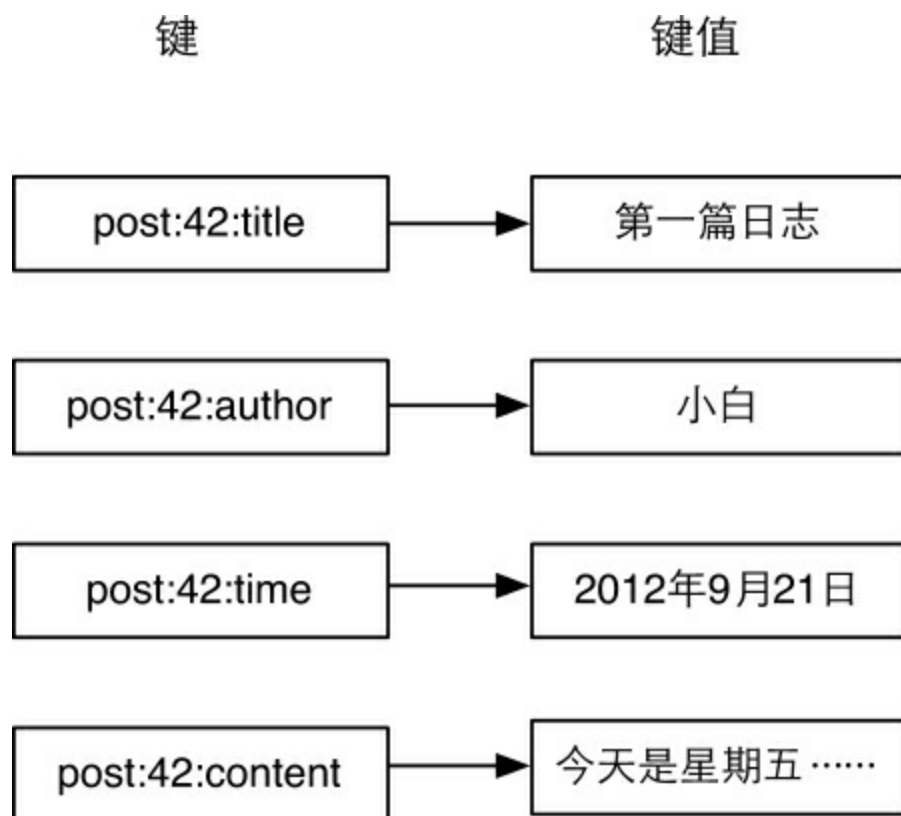 键 键值
post:42:title 第一篇日志
post:42:author 小白
post:42:time 2012年9月21日
post:42:content 今天是星期五……